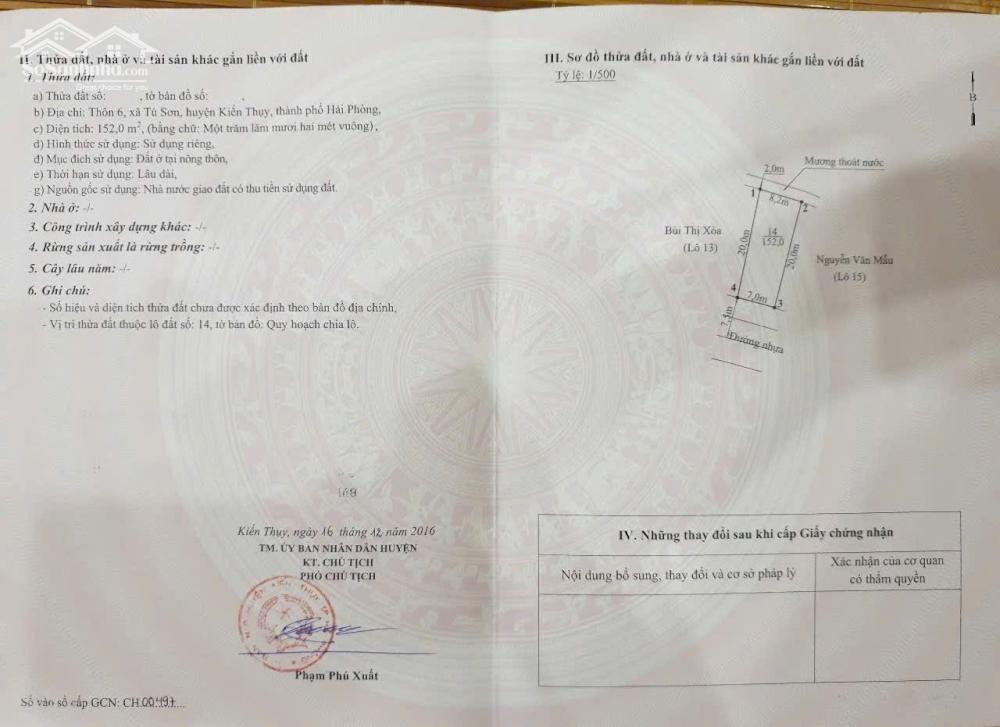 SoSanhnha.com
Great choice for you
II. Thửa đất, nhà ở và tài sản khác gắn liền với đất
1. Thửa đất:
a) Thửa đất số: , tờ bản đồ số: ,
b) Địa chỉ: Thôn 6, xã Tú Sơn, huyện Kiến Thụy, thành phố Hải Phòng,
c) Diện tích: 152,0 m², (bằng chữ: Một trăm lăm mươi hai mét vuông),
d) Hình thức sử dụng: Sử dụng riêng,
đ) Mục đích sử dụng: Đất ở tại nông thôn,
e) Thời hạn sử dụng: Lâu dài,
g) Nguồn gốc sử dụng: Nhà nước giao đất có thu tiền sử dụng đất.
2. Nhà ở: -/-
3. Công trình xây dựng khác: -/-
4. Rừng sản xuất là rừng trồng: -/-
5. Cây lâu năm: -/-
6. Ghi chú:
- Số hiệu và diện tích thửa đất chưa được xác định theo bản đồ địa chính,
- Vị trí thửa đất thuộc lô đất số: 14, tờ bản đồ: Quy hoạch chia lô.
Kiến Thụy, ngày 16 tháng 12 năm 2016
TM. ỦY BAN NHÂN DÂN HUYỆN
KT. CHỦ TỊCH
PHÓ CHỦ TỊCH
Phạm Phú Xuất
Số vào sổ cấp GCN: CH.00497....
III. Sơ đồ thửa đất, nhà ở và tài sản khác gắn liền với đất
Tỷ lệ: 1/500
B
Mương thoát nước
2,0m
1
8,2m
2
Bùi Thị Xòa
(Lô 13)
20,0m
14
152,0
20,0m
Nguyễn Văn Mẩu
(Lô 15)
4
7,0m
3
7,5m
Đường nhựa
IV. Những thay đổi sau khi cấp Giấy chứng nhận
Nội dung bổ sung, thay đổi và cơ sở pháp lý
Xác nhận của cơ quan
có thẩm quyền